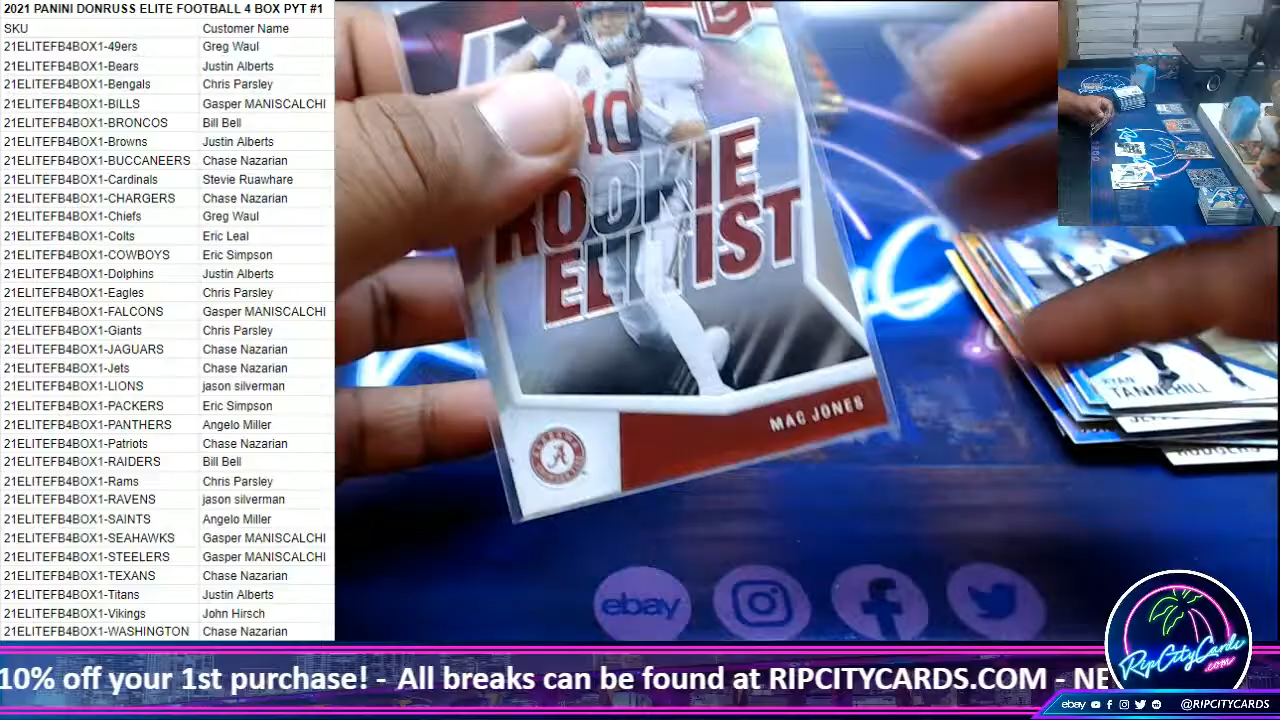 2021 PANINI DONRUSS ELITE FOOTBALL 4 BOX PYT #1
SKU Customer Name
21ELITEFB4BOX1-49ers Greg Waul
21ELITEFB4BOX1-Bears Justin Alberts
21ELITEFB4BOX1-Bengals Chris Parsley
21ELITEFB4BOX1-BILLS Gasper MANISCALCHI
21ELITEFB4BOX1-BRONCOS Bill Bell
21ELITEFB4BOX1-Browns Justin Alberts
21ELITEFB4BOX1-BUCCANEERS Chase Nazarian
21ELITEFB4BOX1-Cardinals Stevie Ruawhare
21ELITEFB4BOX1-CHARGERS Chase Nazarian
21ELITEFB4BOX1-Chiefs Greg Waul
21ELITEFB4BOX1-Colts Eric Leal
21ELITEFB4BOX1-COWBOYS Eric Simpson
21ELITEFB4BOX1-Dolphins Justin Alberts
21ELITEFB4BOX1-Eagles Chris Parsley
21ELITEFB4BOX1-FALCONS Gasper MANISCALCHI
21ELITEFB4BOX1-Giants Chris Parsley
21ELITEFB4BOX1-JAGUARS Chase Nazarian
21ELITEFB4BOX1-Jets Chase Nazarian
21ELITEFB4BOX1-LIONS jason silverman
21ELITEFB4BOX1-PACKERS Eric Simpson
21ELITEFB4BOX1-PANTHERS Angelo Miller
21ELITEFB4BOX1-Patriots Chase Nazarian
21ELITEFB4BOX1-RAIDERS Bill Bell
21ELITEFB4BOX1-Rams Chris Parsley
21ELITEFB4BOX1-RAVENS jason silverman
21ELITEFB4BOX1-SAINTS Angelo Miller
21ELITEFB4BOX1-SEAHAWKS Gasper MANISCALCHI
21ELITEFB4BOX1-STEELERS Gasper MANISCALCHI
21ELITEFB4BOX1-TEXANS Chase Nazarian
21ELITEFB4BOX1-Titans Justin Alberts
21ELITEFB4BOX1-Vikings John Hirsch
21ELITEFB4BOX1-WASHINGTON Chase Nazarian
10
ROOKIE
ELITIST
MAC JONES
A
RYAN
TANNEHILL
RODGERS
ebay
RipCityCards
.com
10% off your 1st purchase! - All breaks can be found at RIPCITYCARDS.COM - NE
ebay @RIPCITYCARDS